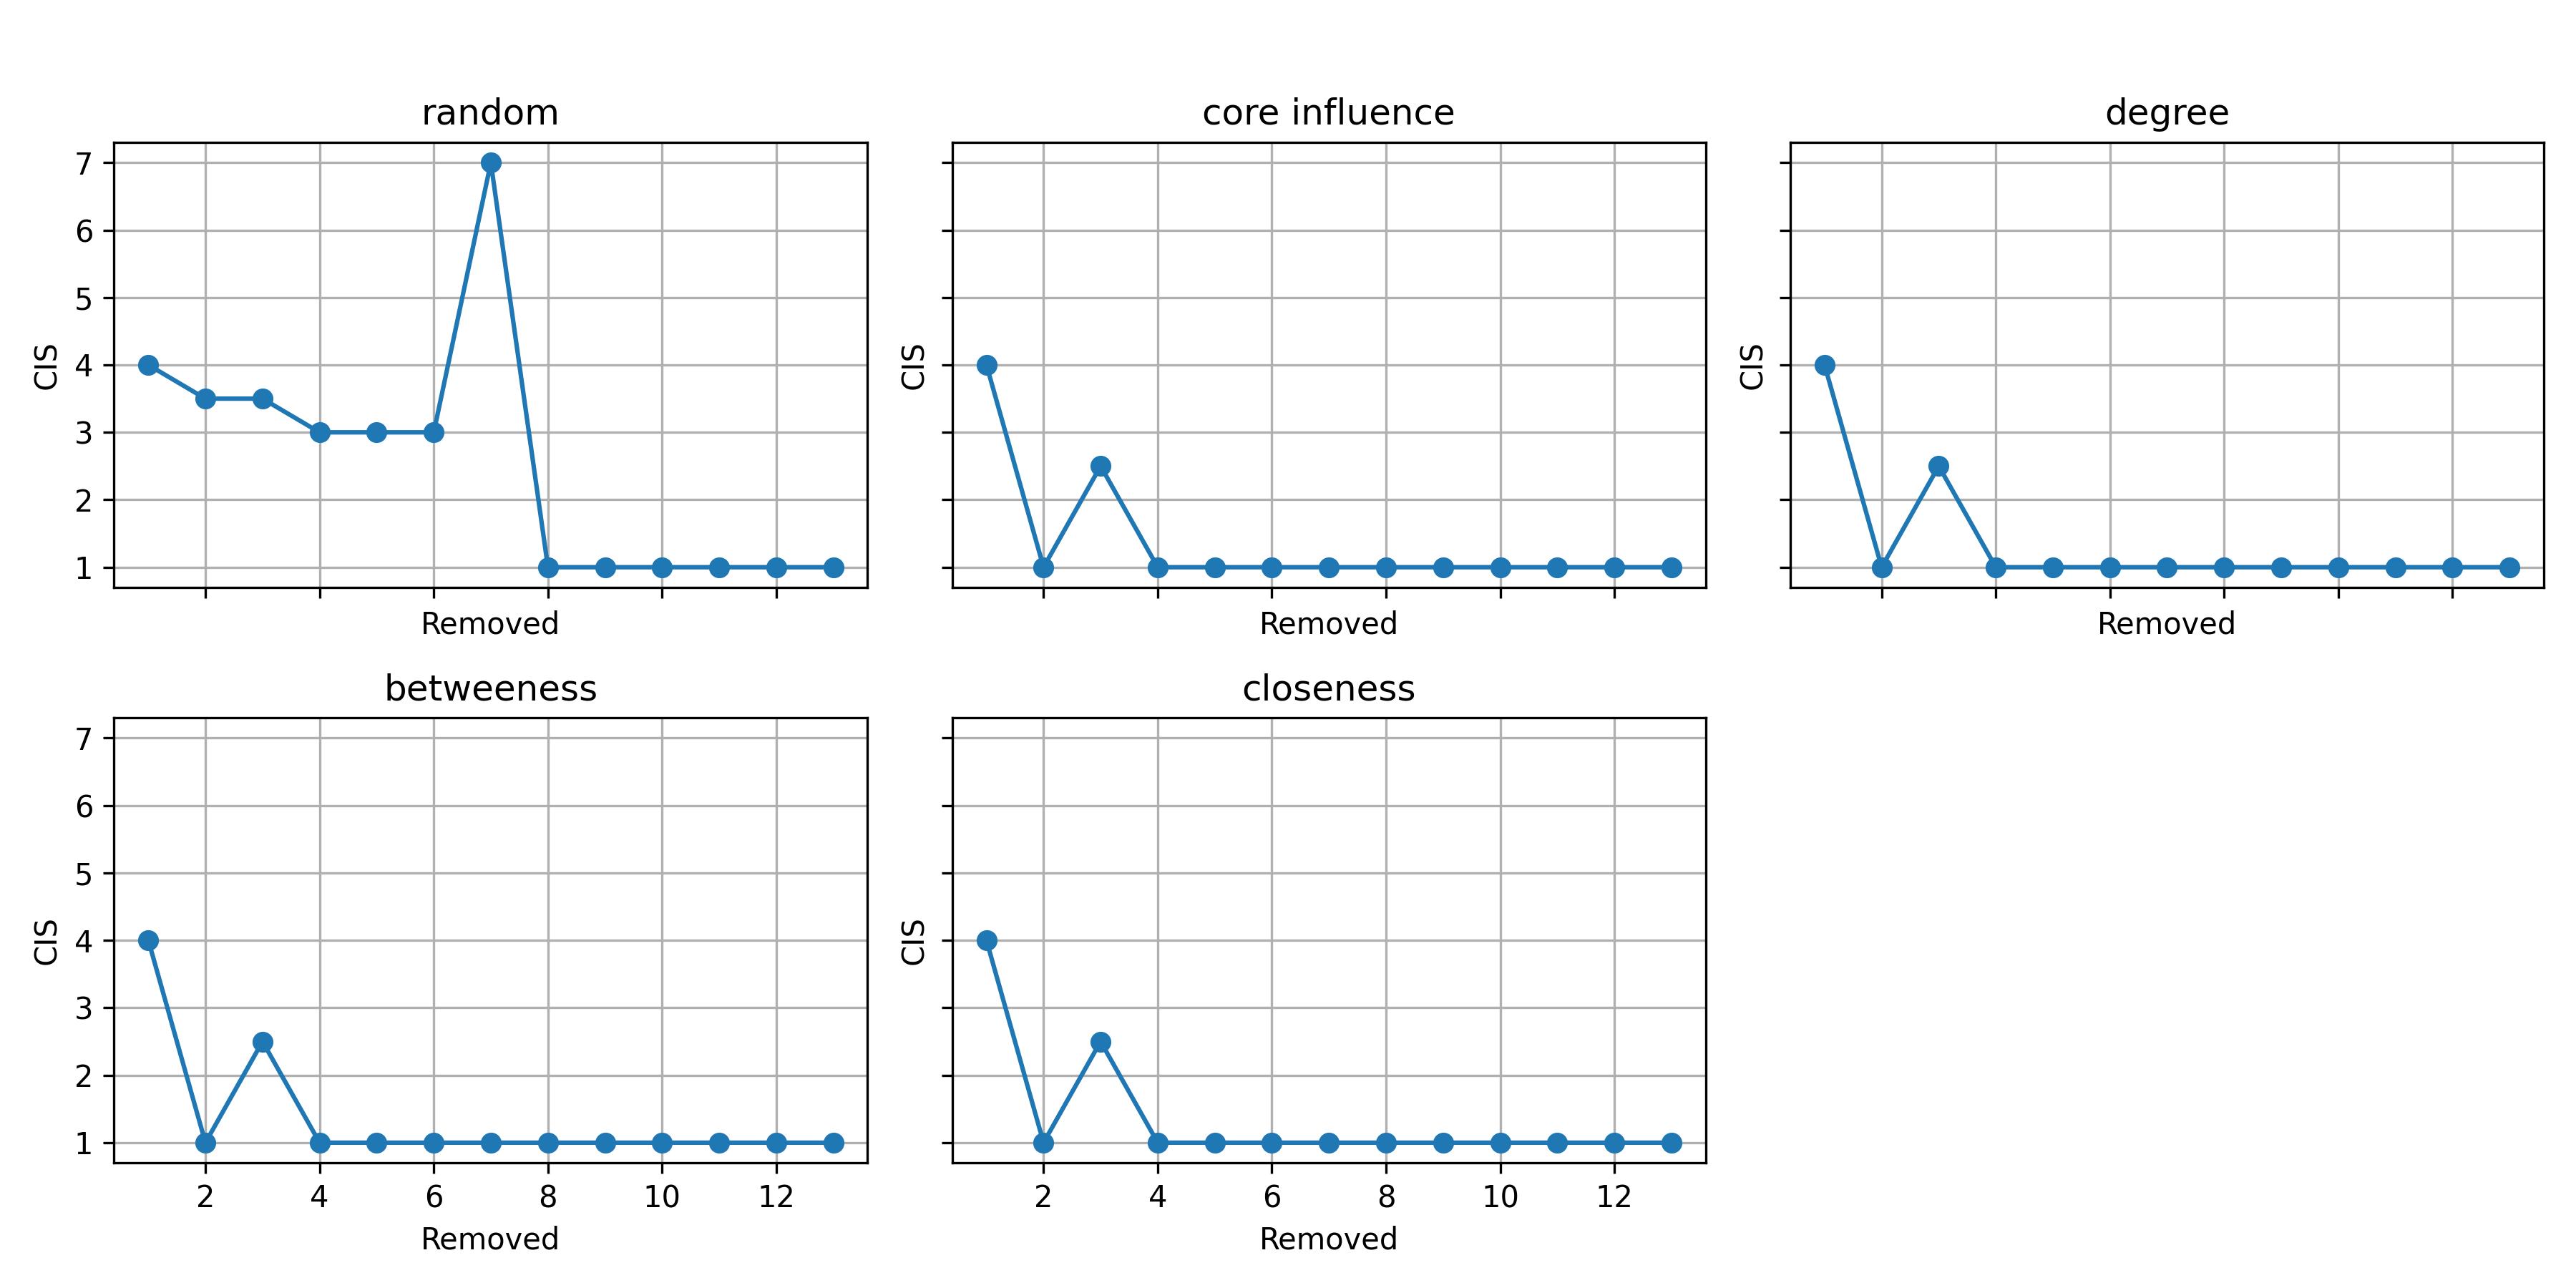 random
core influence
degree
7
6
5
4
3
2
1
CIS
CIS
CIS
Removed
Removed
Removed
betweeness
closeness
7
6
5
4
3
2
1
CIS
CIS
2 4 6 8 10 12
2 4 6 8 10 12
Removed
Removed